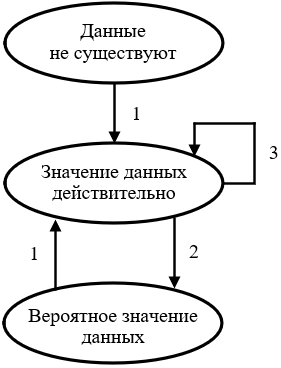 Данные
не существуют
1
Значение данных
действительно
3
1
2
Вероятное значение
данных